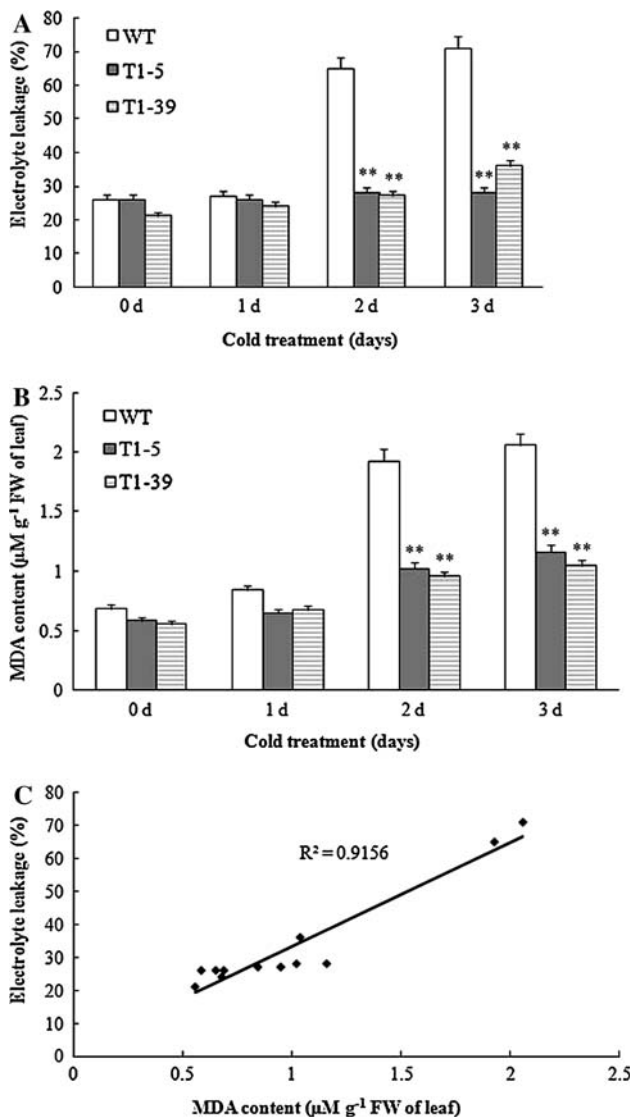 A
Electrolyte leakage (%)
80
70
60
50
40
30
20
10
0
WT
T1-5
T1-39
** **
** **
0 d 1 d 2 d 3 d
Cold treatment (days)
B
MDA content (µM g-1 FW of leaf)
2.5
2
1.5
1
0.5
0
WT
T1-5
T1-39
** **
** **
0 d 1 d 2 d 3 d
Cold treatment (days)
C
Electrolyte leakage (%)
80
70
60
50
40
30
20
10
0
R² = 0.9156
0 0.5 1 1.5 2 2.5
MDA content (µM g-1 FW of leaf)